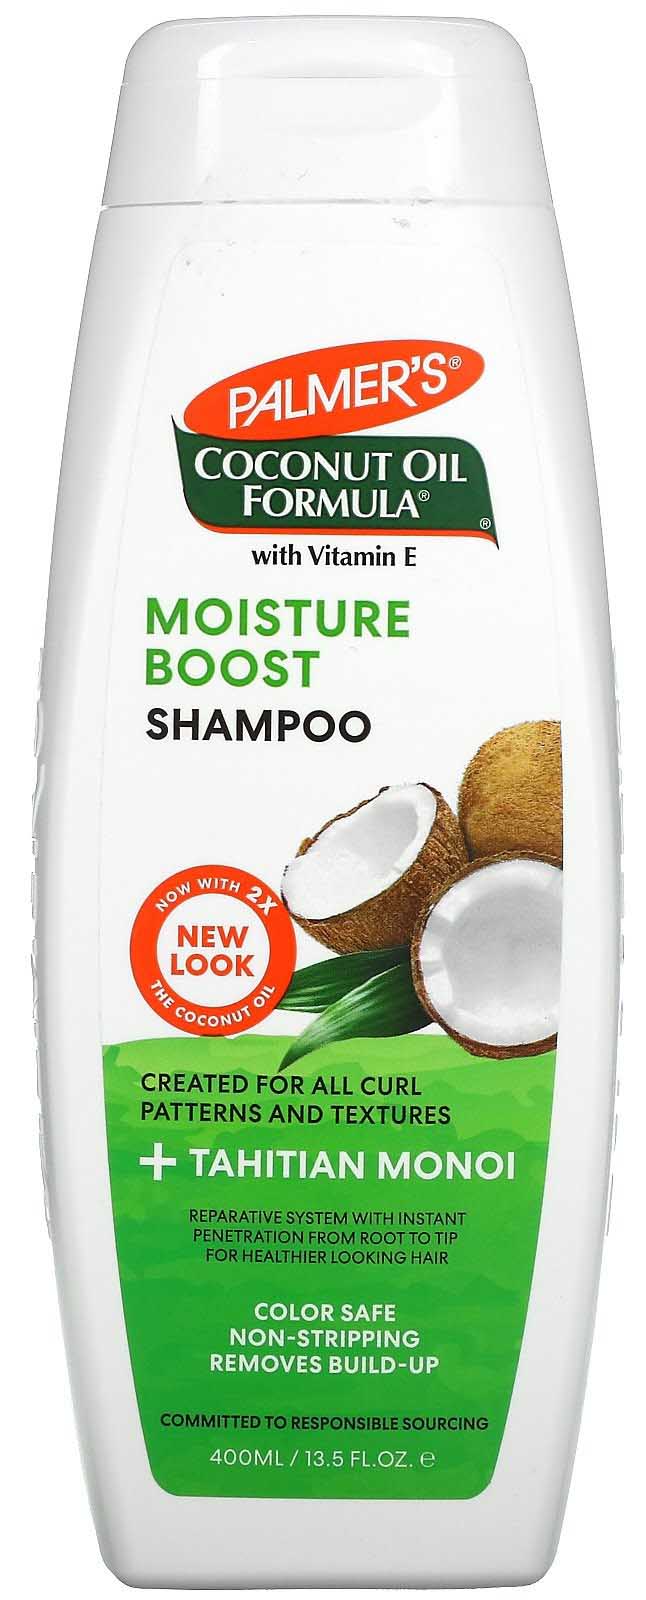 PALMER'S®
COCONUT OIL
FORMULA®
®
with Vitamin E
MOISTURE
BOOST
SHAMPOO
NOW WITH 2X
NEW
LOOK
THE COCONUT OIL
CREATED FOR ALL CURL
PATTERNS AND TEXTURES
+ TAHITIAN MONOI
REPARATIVE SYSTEM WITH INSTANT
PENETRATION FROM ROOT TO TIP
FOR HEALTHIER LOOKING HAIR
COLOR SAFE
NON-STRIPPING
REMOVES BUILD-UP
COMMITTED TO RESPONSIBLE SOURCING
400ML / 13.5 FL.OZ. ℮